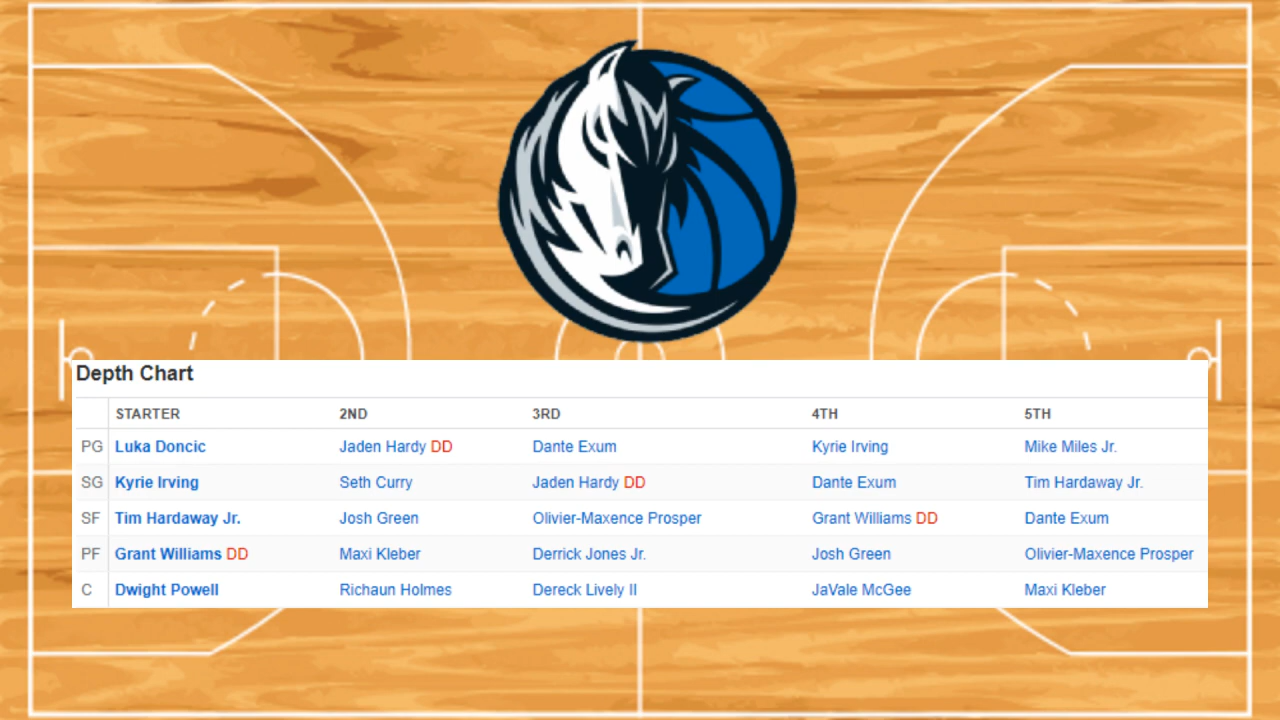 Depth Chart
STARTER 2ND 3RD 4TH 5TH
PG Luka Doncic Jaden Hardy DD Dante Exum Kyrie Irving Mike Miles Jr.
SG Kyrie Irving Seth Curry Jaden Hardy DD Dante Exum Tim Hardaway Jr.
SF Tim Hardaway Jr. Josh Green Olivier-Maxence Prosper Grant Williams DD Dante Exum
PF Grant Williams DD Maxi Kleber Derrick Jones Jr. Josh Green Olivier-Maxence Prosper
C Dwight Powell Richaun Holmes Dereck Lively II JaVale McGee Maxi Kleber